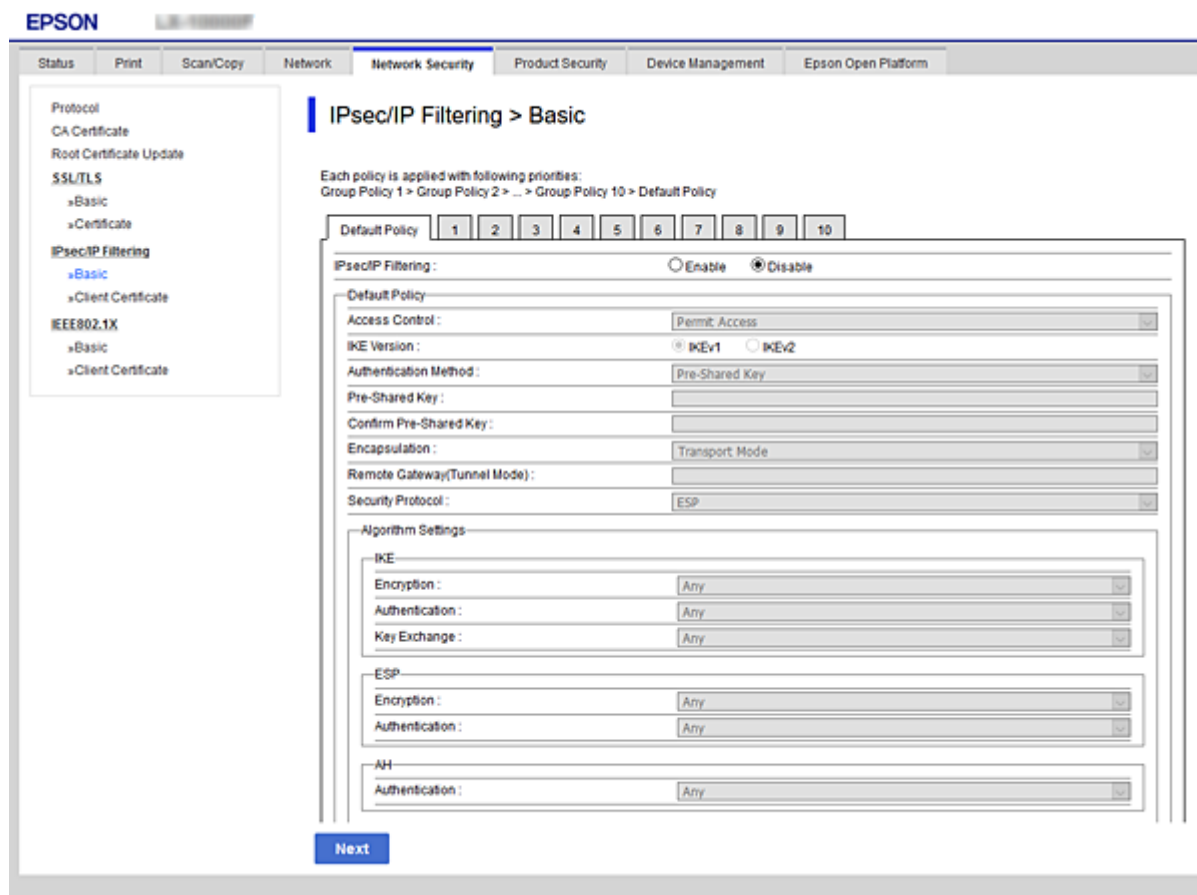 EPSON
Status Print Scan/Copy Network Network Security Product Security Device Management Epson Open Platform
Protocol
CA Certificate
Root Certificate Update
SSL/TLS
»Basic
»Certificate
IPsec/IP Filtering
»Basic
»Client Certificate
IEEE802.1X
»Basic
»Client Certificate
IPsec/IP Filtering > Basic
Each policy is applied with following priorities:
Group Policy 1 > Group Policy 2 > ... > Group Policy 10 > Default Policy
Default Policy 1 2 3 4 5 6 7 8 9 10
IPsec/IP Filtering : Enable Disable
Default Policy
Access Control : Permit Access
IKE Version : IKEv1 IKEv2
Authentication Method : Pre-Shared Key
Pre-Shared Key :
Confirm Pre-Shared Key :
Encapsulation : Transport Mode
Remote Gateway(Tunnel Mode) :
Security Protocol : ESP
Algorithm Settings
IKE
Encryption : Any
Authentication : Any
Key Exchange : Any
ESP
Encryption : Any
Authentication : Any
AH
Authentication : Any
Next